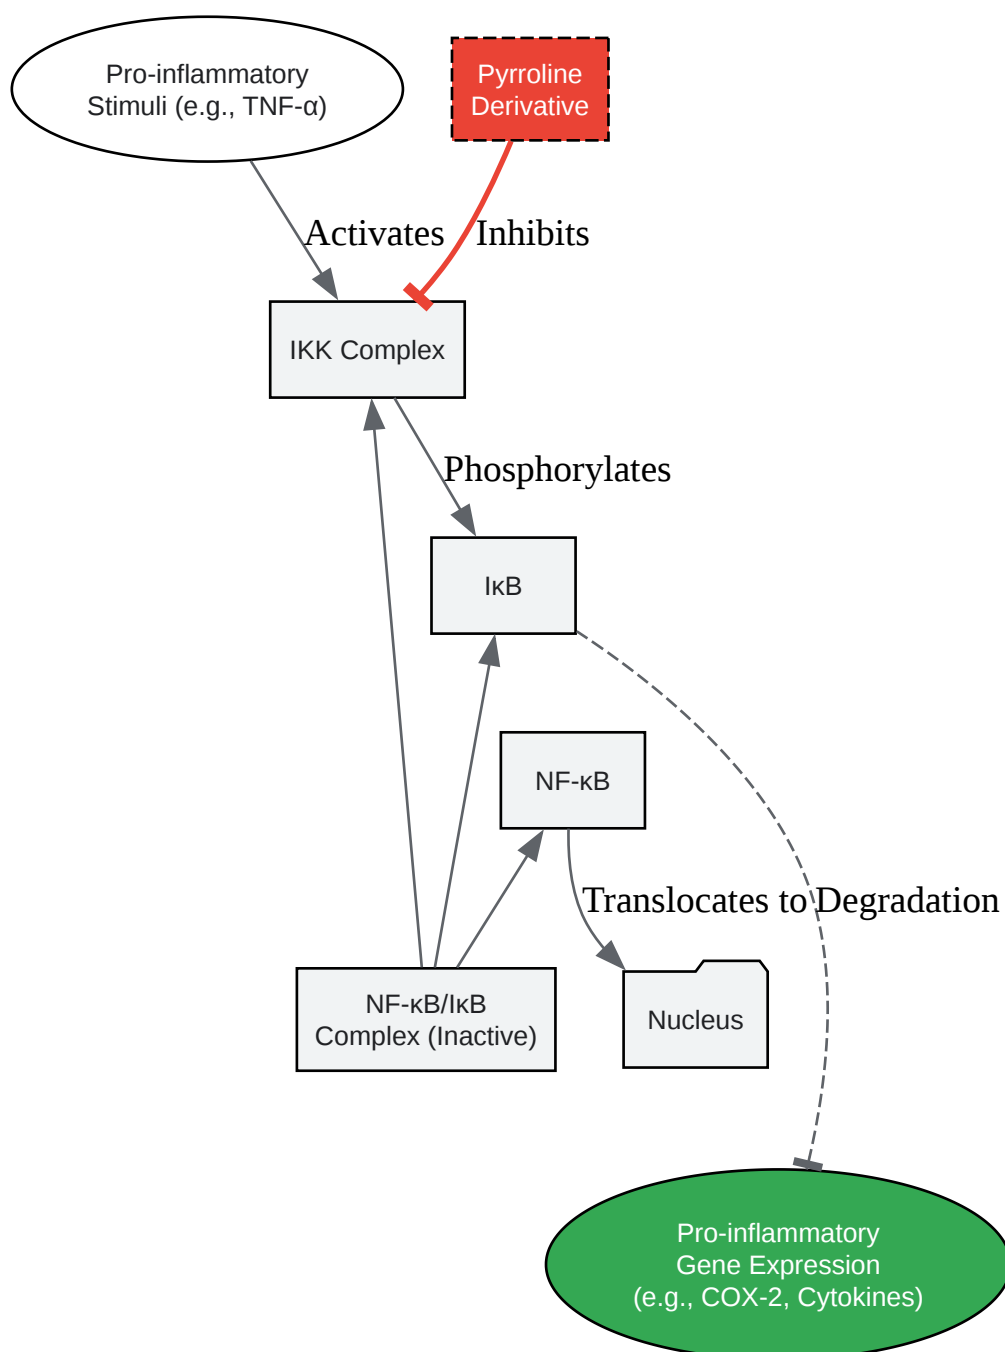 Pro-inflammatory
Stimuli (e.g., TNF-α)
Pyrroline
Derivative
Activates
Inhibits
IKK Complex
Phosphorylates
IκB
NF-κB
Translocates to
Degradation
NF-κB/IκB
Complex (Inactive)
Nucleus
Pro-inflammatory
Gene Expression
(e.g., COX-2, Cytokines)